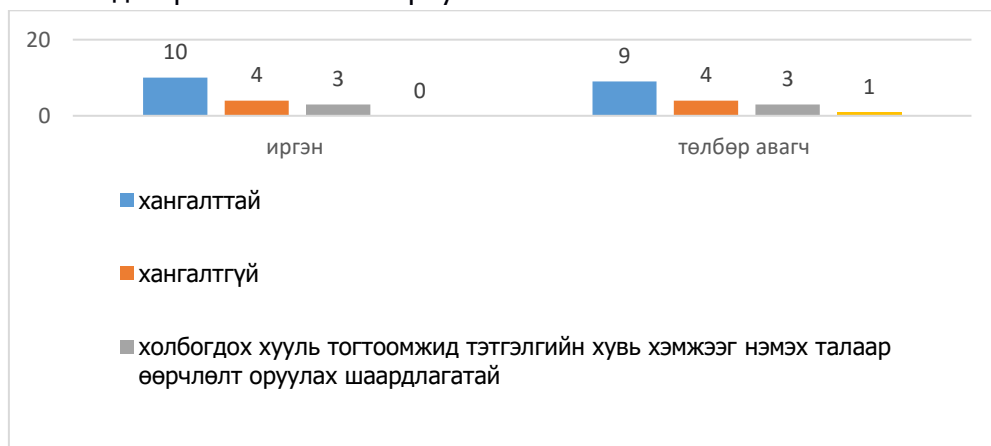 20
10
9
4
3
0
4
3
1
0
иргэн
төлбөр авагч
хангалттай
хангалтгүй
холбогдох хууль тогтоомжид тэтгэлгийн хувь хэмжээг нэмэх талаар
өөрчлөлт оруулах шаардлагатай